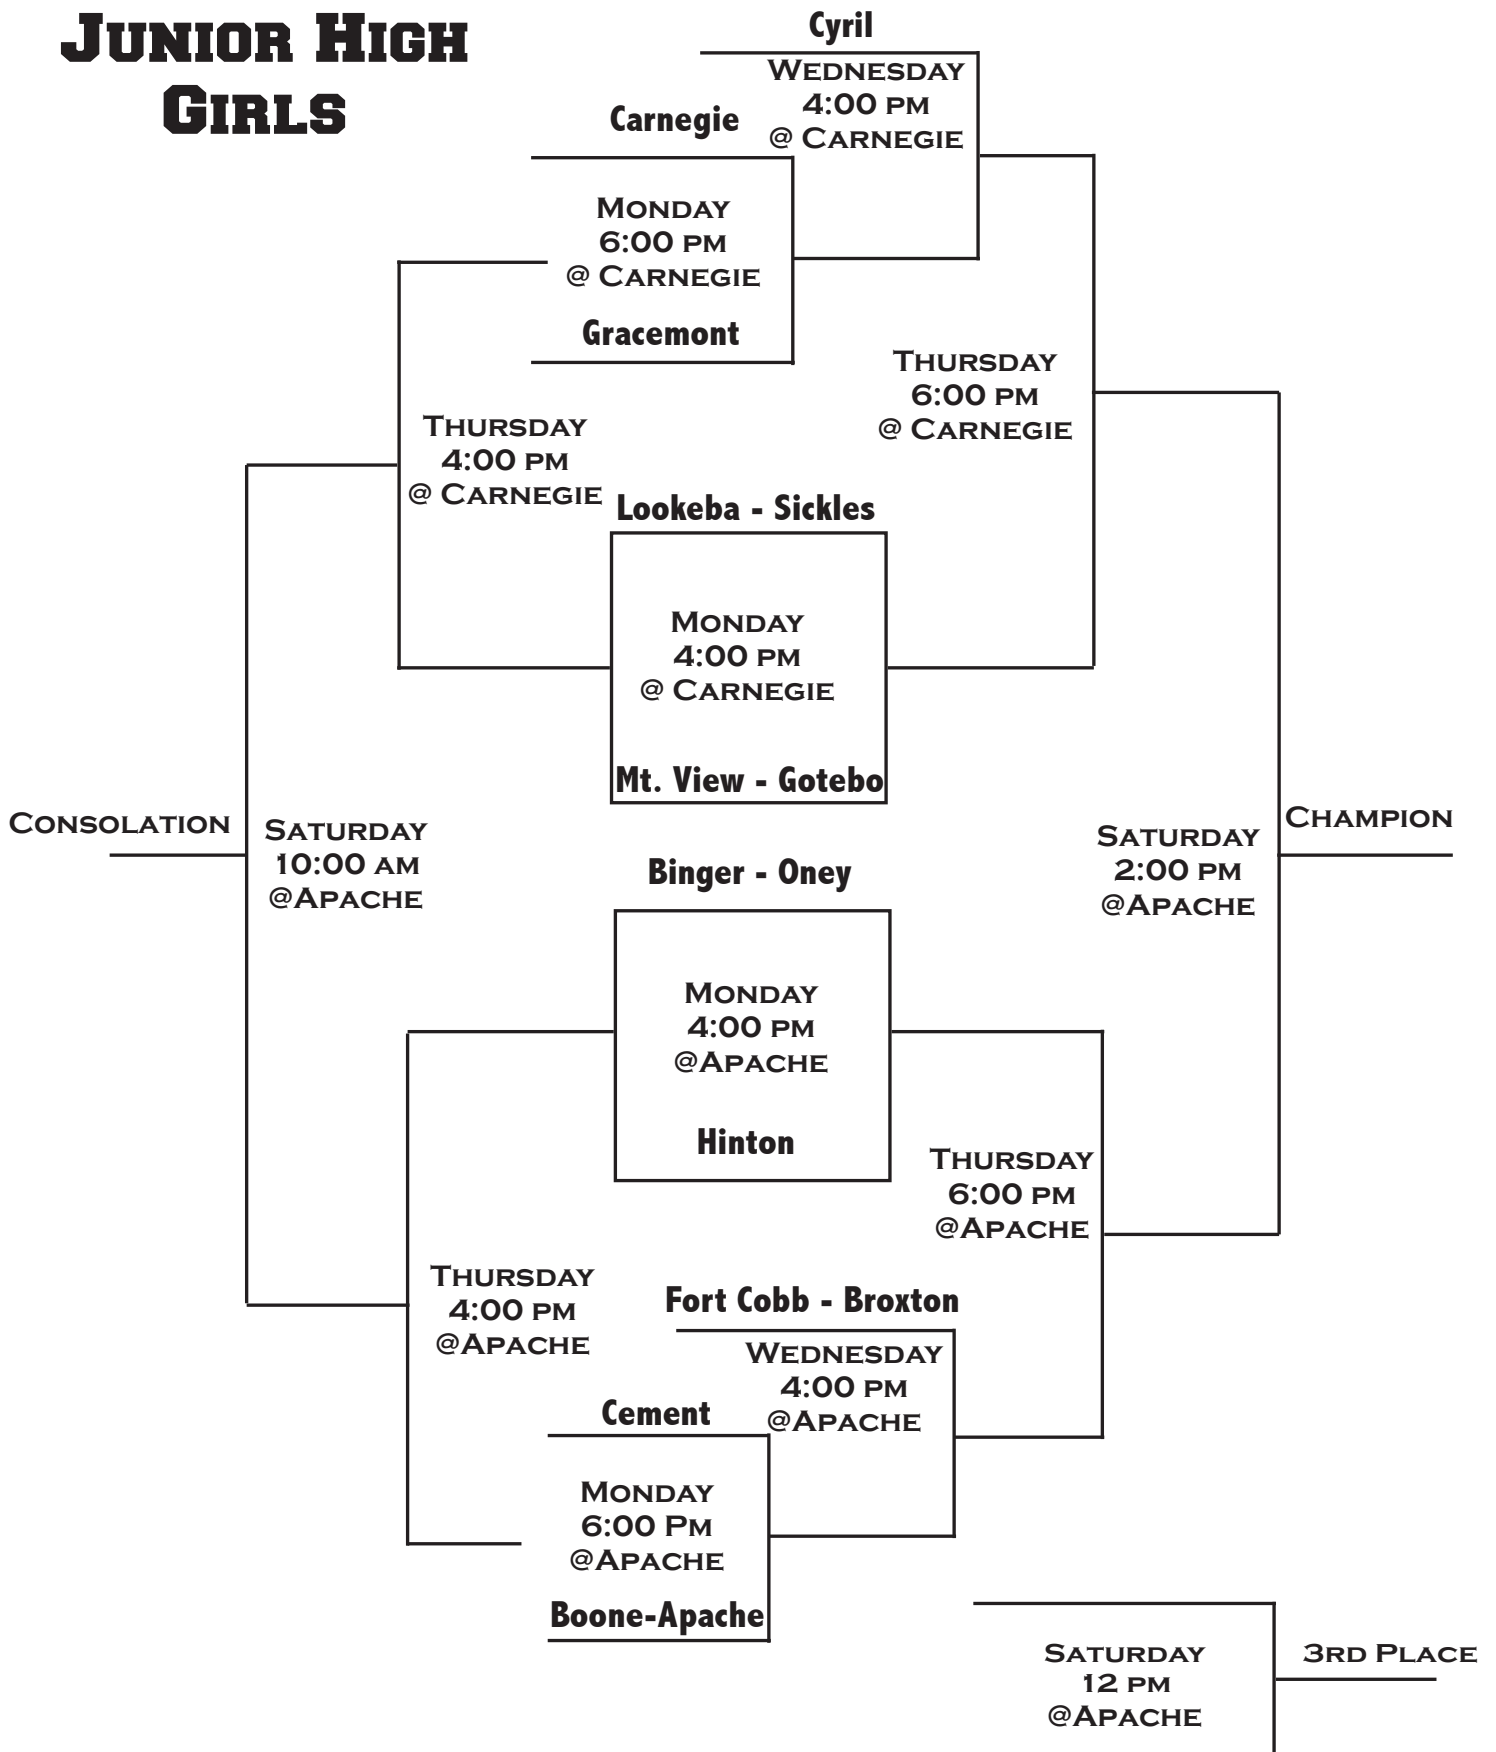 JUNIOR HIGH
GIRLS
Cyril
WEDNESDAY
4:00 PM
@ CARNEGIE
Carnegie
MONDAY
6:00 PM
@ CARNEGIE
Gracemont
THURSDAY
6:00 PM
@ CARNEGIE
THURSDAY
4:00 PM
@ CARNEGIE
Lookeba - Sickles
MONDAY
4:00 PM
@ CARNEGIE
Mt. View - Gotebo
CONSOLATION
SATURDAY
10:00 AM
@APACHE
CHAMPION
SATURDAY
2:00 PM
@APACHE
Binger - Oney
MONDAY
4:00 PM
@APACHE
Hinton
THURSDAY
6:00 PM
@APACHE
THURSDAY
4:00 PM
@APACHE
Fort Cobb - Broxton
WEDNESDAY
4:00 PM
@APACHE
Cement
MONDAY
6:00 PM
@APACHE
Boone-Apache
SATURDAY
12 PM
@APACHE
3RD PLACE